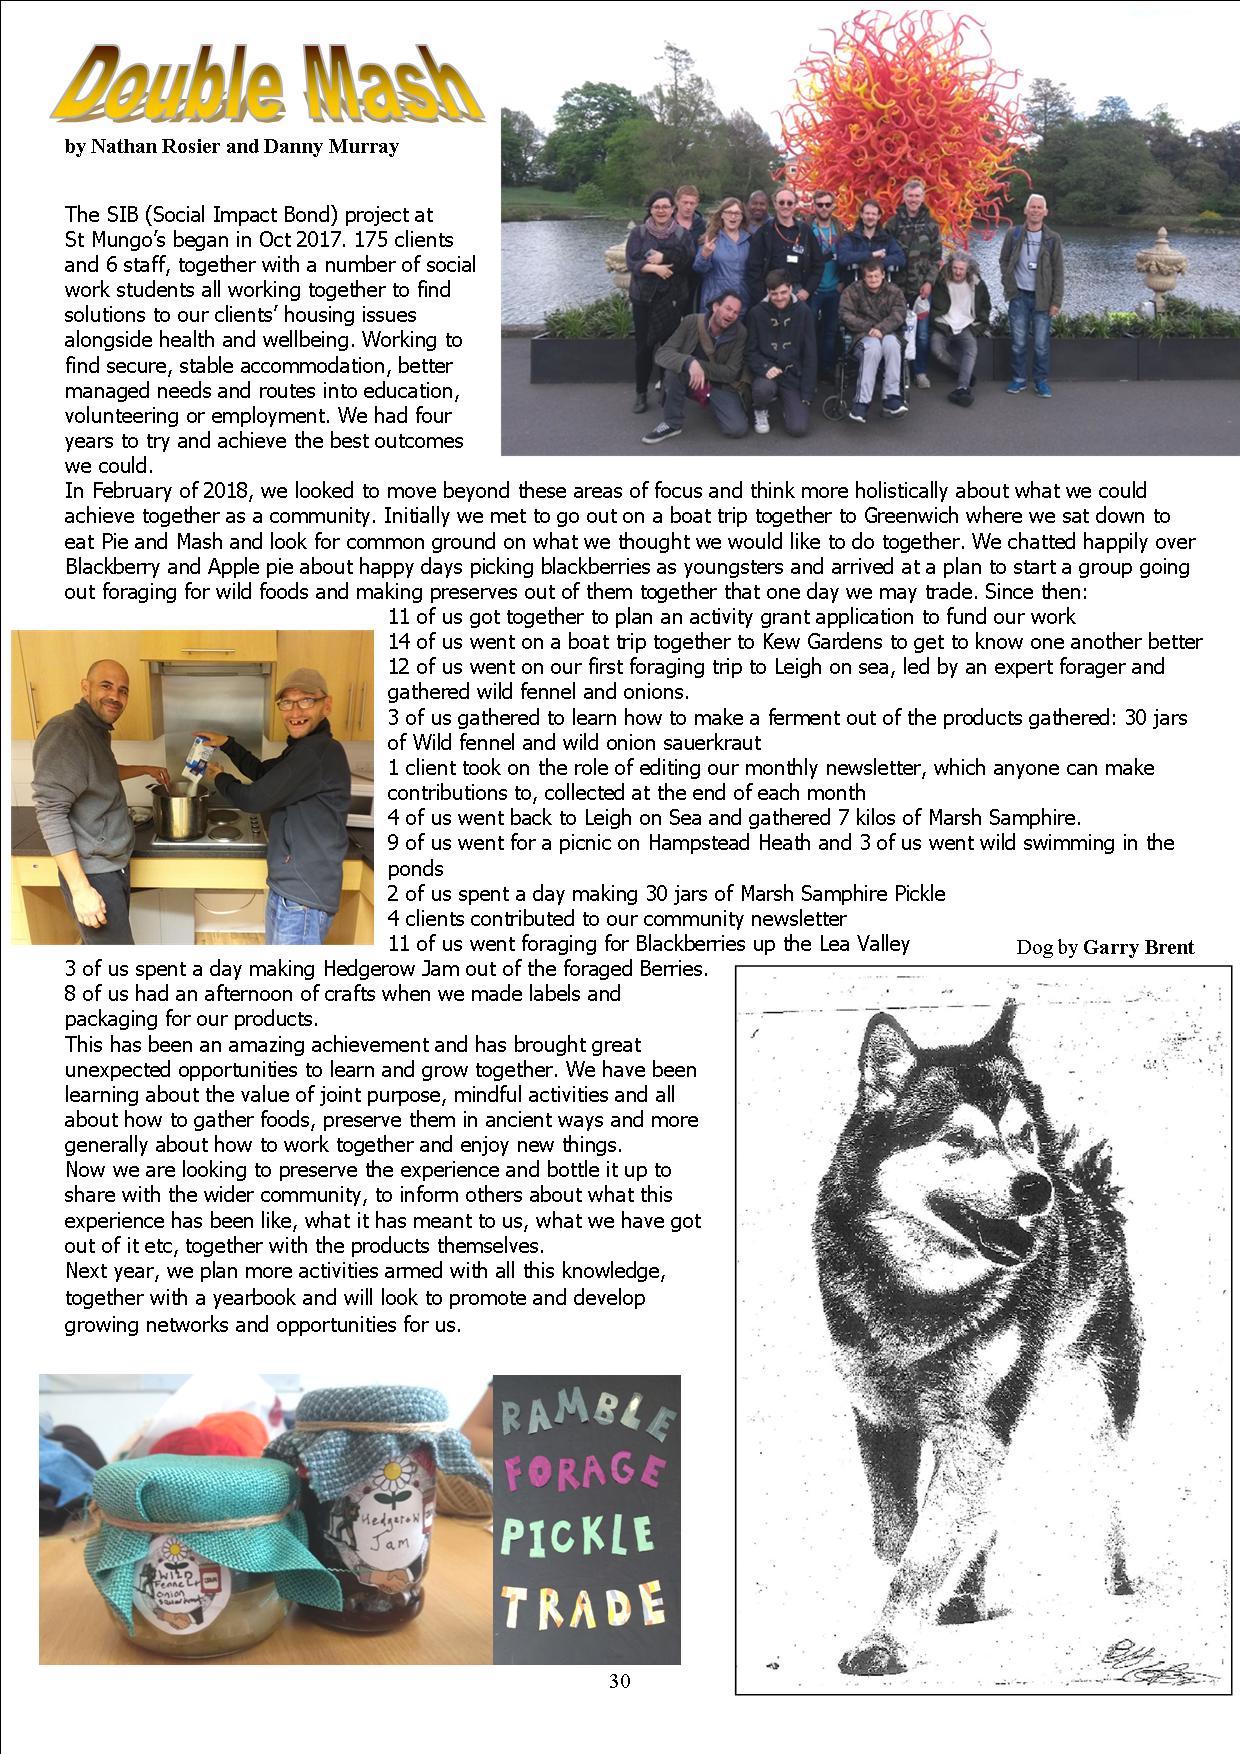 Double Mash
by Nathan Rosier and Danny Murray
The SIB (Social Impact Bond) project at
St Mungo's began in Oct 2017. 175 clients
and 6 staff, together with a number of social
work students all working together to find
solutions to our clients' housing issues
alongside health and wellbeing. Working to
find secure, stable accommodation, better
managed needs and routes into education,
volunteering or employment. We had four
years to try and achieve the best outcomes
we could.
In February of 2018, we looked to move beyond these areas of focus and think more holistically about what we could
achieve together as a community. Initially we met to go out on a boat trip together to Greenwich where we sat down to
eat Pie and Mash and look for common ground on what we thought we would like to do together. We chatted happily over
Blackberry and Apple pie about happy days picking blackberries as youngsters and arrived at a plan to start a group going
out foraging for wild foods and making preserves out of them together that one day we may trade. Since then:
11 of us got together to plan an activity grant application to fund our work
14 of us went on a boat trip together to Kew Gardens to get to know one another better
12 of us went on our first foraging trip to Leigh on sea, led by an expert forager and
gathered wild fennel and onions.
3 of us gathered to learn how to make a ferment out of the products gathered: 30 jars
of Wild fennel and wild onion sauerkraut
1 client took on the role of editing our monthly newsletter, which anyone can make
contributions to, collected at the end of each month
4 of us went back to Leigh on Sea and gathered 7 kilos of Marsh Samphire.
9 of us went for a picnic on Hampstead Heath and 3 of us went wild swimming in the
ponds
2 of us spent a day making 30 jars of Marsh Samphire Pickle
4 clients contributed to our community newsletter
11 of us went foraging for Blackberries up the Lea Valley
3 of us spent a day making Hedgerow Jam out of the foraged Berries.
8 of us had an afternoon of crafts when we made labels and
packaging for our products.
This has been an amazing achievement and has brought great
unexpected opportunities to learn and grow together. We have been
learning about the value of joint purpose, mindful activities and all
about how to gather foods, preserve them in ancient ways and more
generally about how to work together and enjoy new things.
Now we are looking to preserve the experience and bottle it up to
share with the wider community, to inform others about what this
experience has been like, what it has meant to us, what we have got
out of it etc, together with the products themselves.
Next year, we plan more activities armed with all this knowledge,
together with a yearbook and will look to promote and develop
growing networks and opportunities for us.
Dog by Garry Brent
Hedgerow
Jam
Wild
Fennel
Onion
RAMBLE
FORAGE
PICKLE
TRADE
30